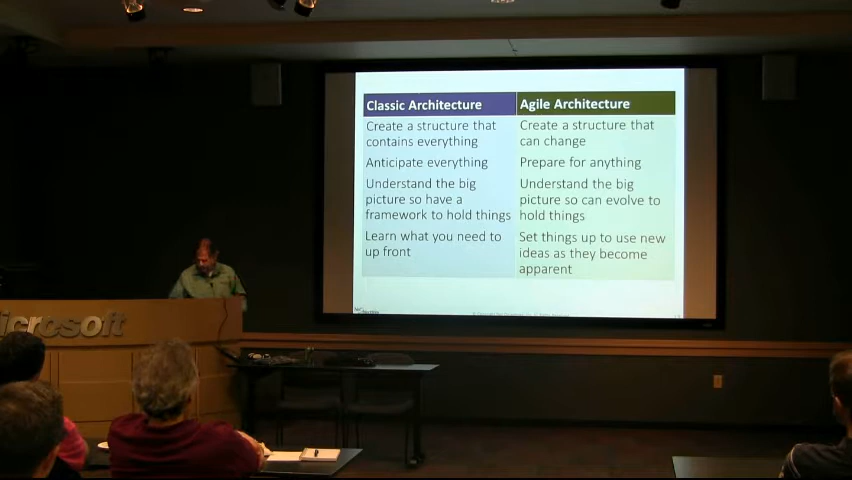 Classic Architecture
Agile Architecture
Create a structure that
contains everything
Create a structure that
can change
Anticipate everything
Prepare for anything
Understand the big
picture so have a
framework to hold things
Understand the big
picture so can evolve to
hold things
Learn what you need to
up front
Set things up to use new
ideas as they become
apparent
icrosoft